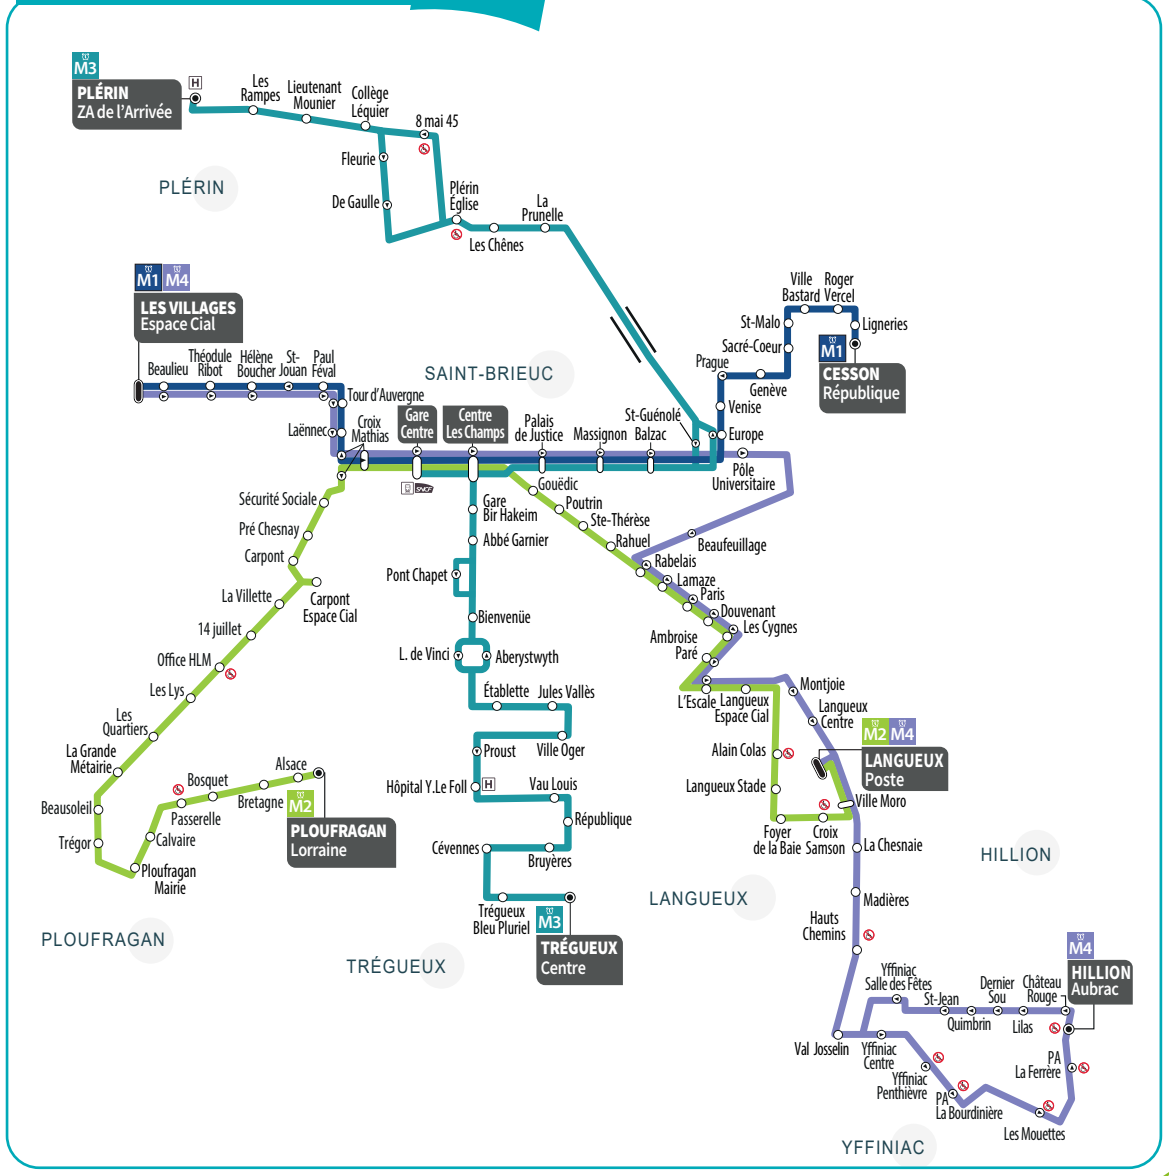 M3
PLÉRIN
ZA de l'Arrivée
H
Les
Rampes
Lieutenant
Mounier
Collège
Léquier
8 mai 45
Fleurie
De Gaulle
Plérin
Église
Les Chênes
La
Prunelle
PLÉRIN
M1 M4
LES VILLAGES
Espace Cial
Beaulieu
Théodule
Ribot
Hélène
Boucher
St-
Jouan
Paul
Féval
Tour d'Auvergne
Laënnec
Croix
Mathias
SAINT-BRIEUC
Gare
Centre
SNCF
Centre
Les Champs
Palais
de Justice
Massignon
St-Guénolé
Balzac
Europe
Venise
Prague
Genève
Sacré-Coeur
St-Malo
Ville
Bastard
Roger
Vercel
Ligneries
M1
CESSON
République
Pôle
Universitaire
Beaufeuillage
Gouëdic
Poutrin
Ste-Thérèse
Rahuel
Rabelais
Lamaze
Paris
Douvenant
Les Cygnes
Ambroise
Paré
L'Escale
Langueux
Espace Cial
Montjoie
Langueux
Centre
M2 M4
LANGUEUX
Poste
Alain Colas
Langueux Stade
Foyer
de la Baie
Croix
Samson
Ville Moro
La Chesnaie
Madières
Hauts
Chemins
Val Josselin
Yffiniac
Salle des Fêtes
St-Jean
Quimbrin
Dernier
Sou
Lilas
Château
Rouge
M4
HILLION
Aubrac
PA
La Ferrère
Les Mouettes
PA
La Bourdinière
Yffiniac
Penthièvre
Yffiniac
Centre
HILLION
LANGUEUX
YFFINIAC
Sécurité Sociale
Pré Chesnay
Carpont
Carpont
Espace Cial
La Villette
14 juillet
Office HLM
Les Lys
Les
Quartiers
La Grande
Métairie
Beausoleil
Trégor
Ploufragan
Mairie
Calvaire
Passerelle
Bosquet
Bretagne
Alsace
M2
PLOUFRAGAN
Lorraine
PLOUFRAGAN
Gare
Bir Hakeim
Abbé Garnier
Pont Chapet
Bienvenüe
L. de Vinci
Aberystwyth
Établette
Jules Vallès
Ville Oger
Proust
Hôpital Y.Le Foll
H
Vau Louis
République
Bruyères
Cévennes
Trégueux
Bleu Pluriel
M3
TRÉGUEUX
Centre
TRÉGUEUX